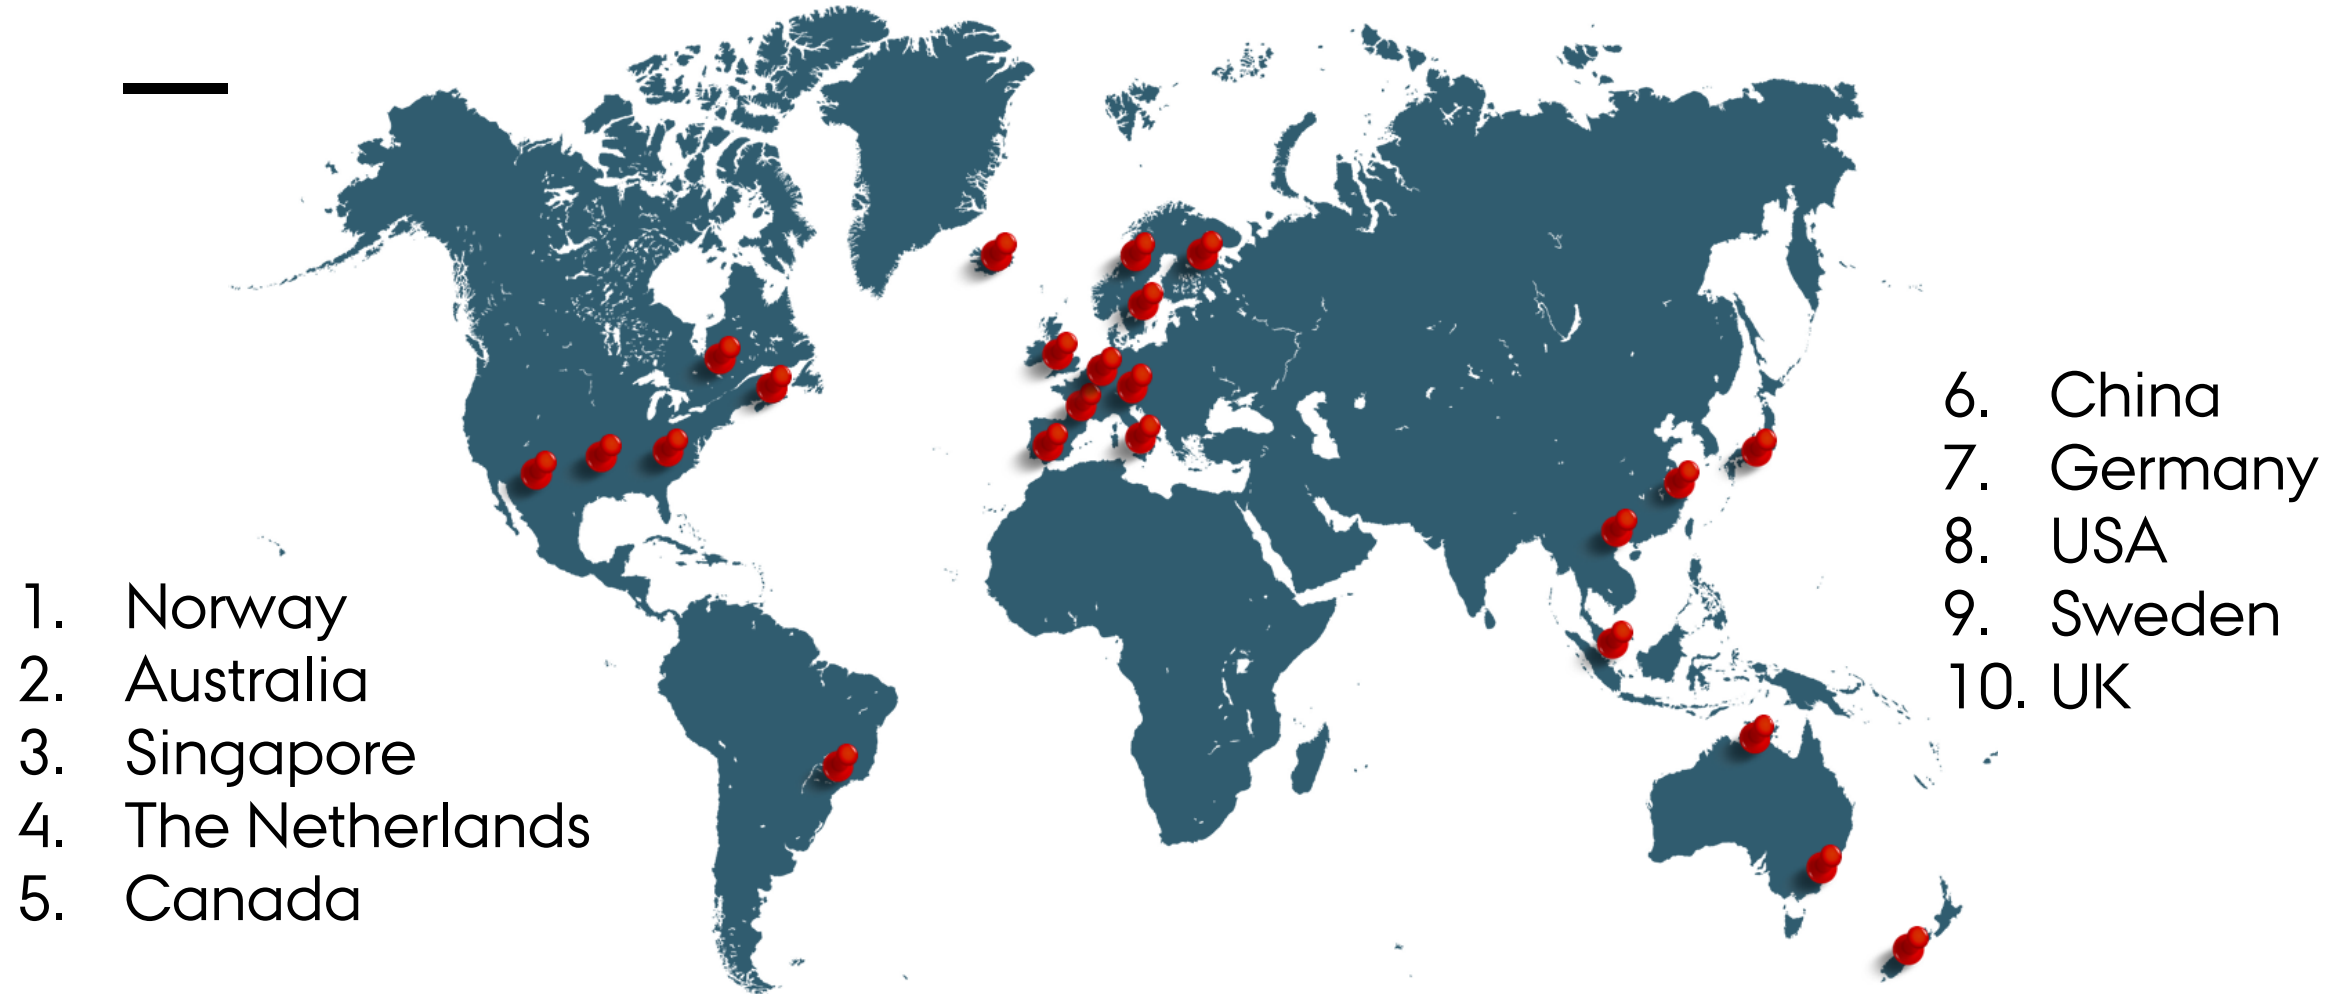 1. Norway
2. Australia
3. Singapore
4. The Netherlands
5. Canada
6. China
7. Germany
8. USA
9. Sweden
10. UK